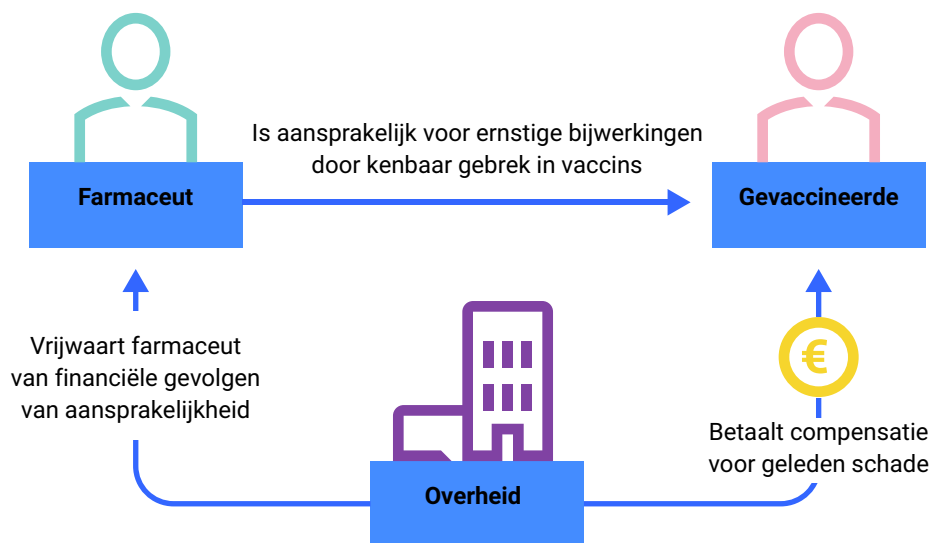 Is aansprakelijk voor ernstige bijwerkingen
door kenbaar gebrek in vaccins
Farmaceut
Gevaccineerde
Vrijwaart farmaceut
van financiële gevolgen
van aansprakelijkheid
€
Betaalt compensatie
voor geleden schade
Overheid